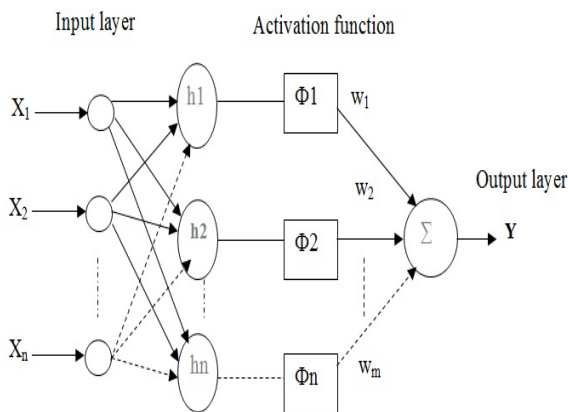 Input layer
Activation function
X1
h1
Φ1
w1
X2
h2
Φ2
w2
Σ
Output layer
Y
Xn
hn
Φn
wm